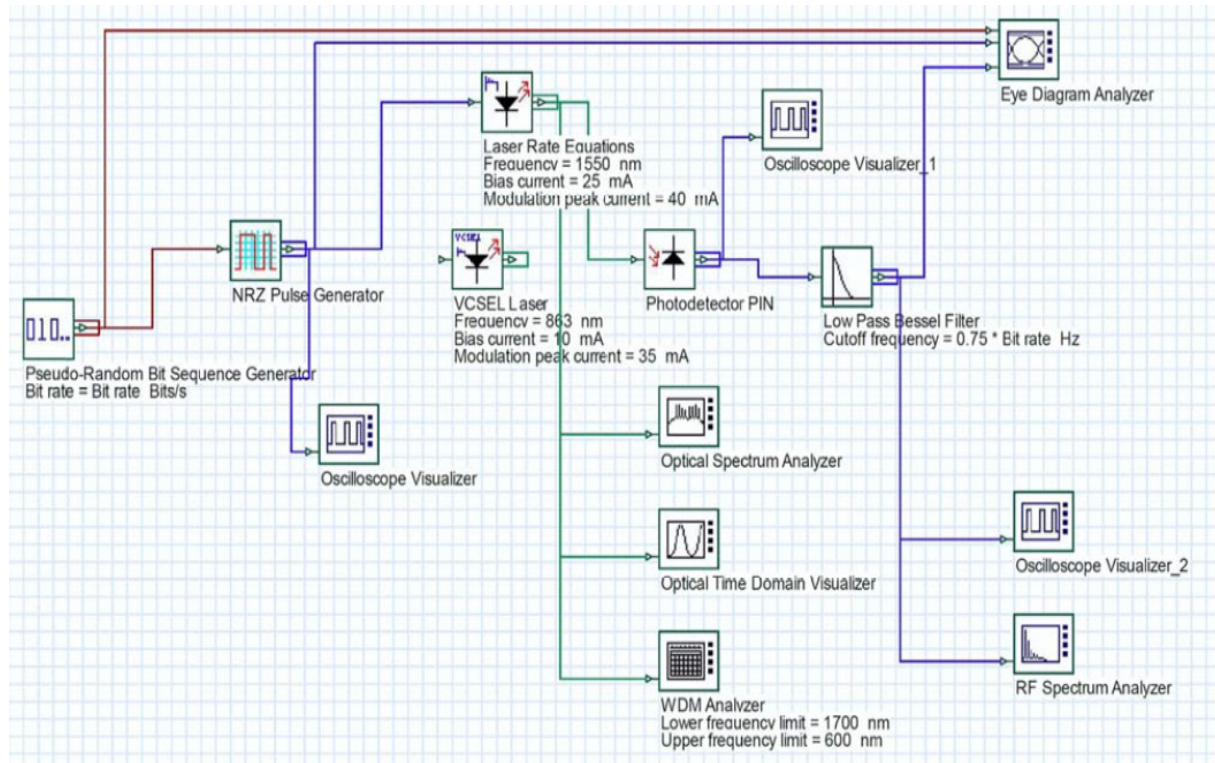 Eye Diagram Analyzer
Laser Rate Equations
Frequency = 1550 nm
Bias current = 25 mA
Modulation peak current = 40 mA
Oscilloscope Visualizer_1
NRZ Pulse Generator
VCSEL
VCSEL Laser
Frequency = 863 nm
Bias current = 10 mA
Modulation peak current = 35 mA
Photodetector PIN
Low Pass Bessel Filter
Cutoff frequency = 0.75 * Bit rate Hz
010..
Pseudo-Random Bit Sequence Generator
Bit rate = Bit rate Bits/s
Oscilloscope Visualizer
Optical Spectrum Analyzer
Optical Time Domain Visualizer
Oscilloscope Visualizer_2
WDM Analyzer
Lower frequency limit = 1700 nm
Upper frequency limit = 600 nm
RF Spectrum Analyzer